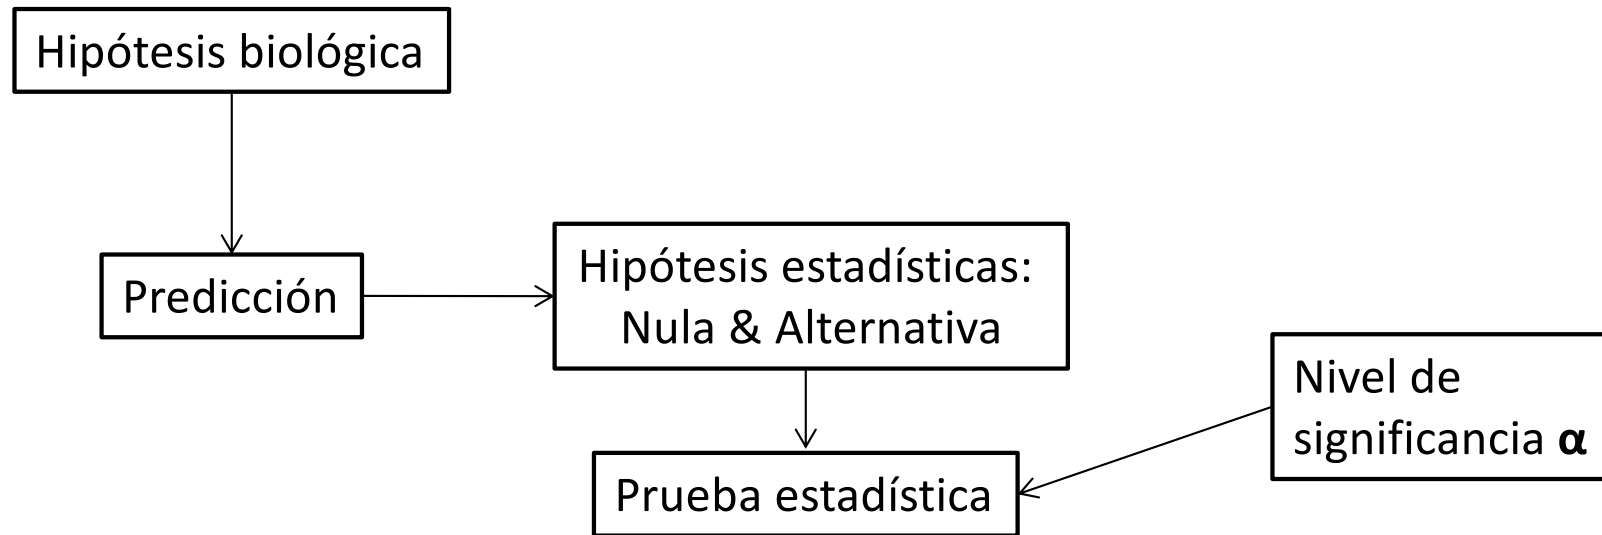 Hipótesis biológica
Predicción
Hipótesis estadísticas:
Nula & Alternativa
Nivel de
significancia α
Prueba estadística